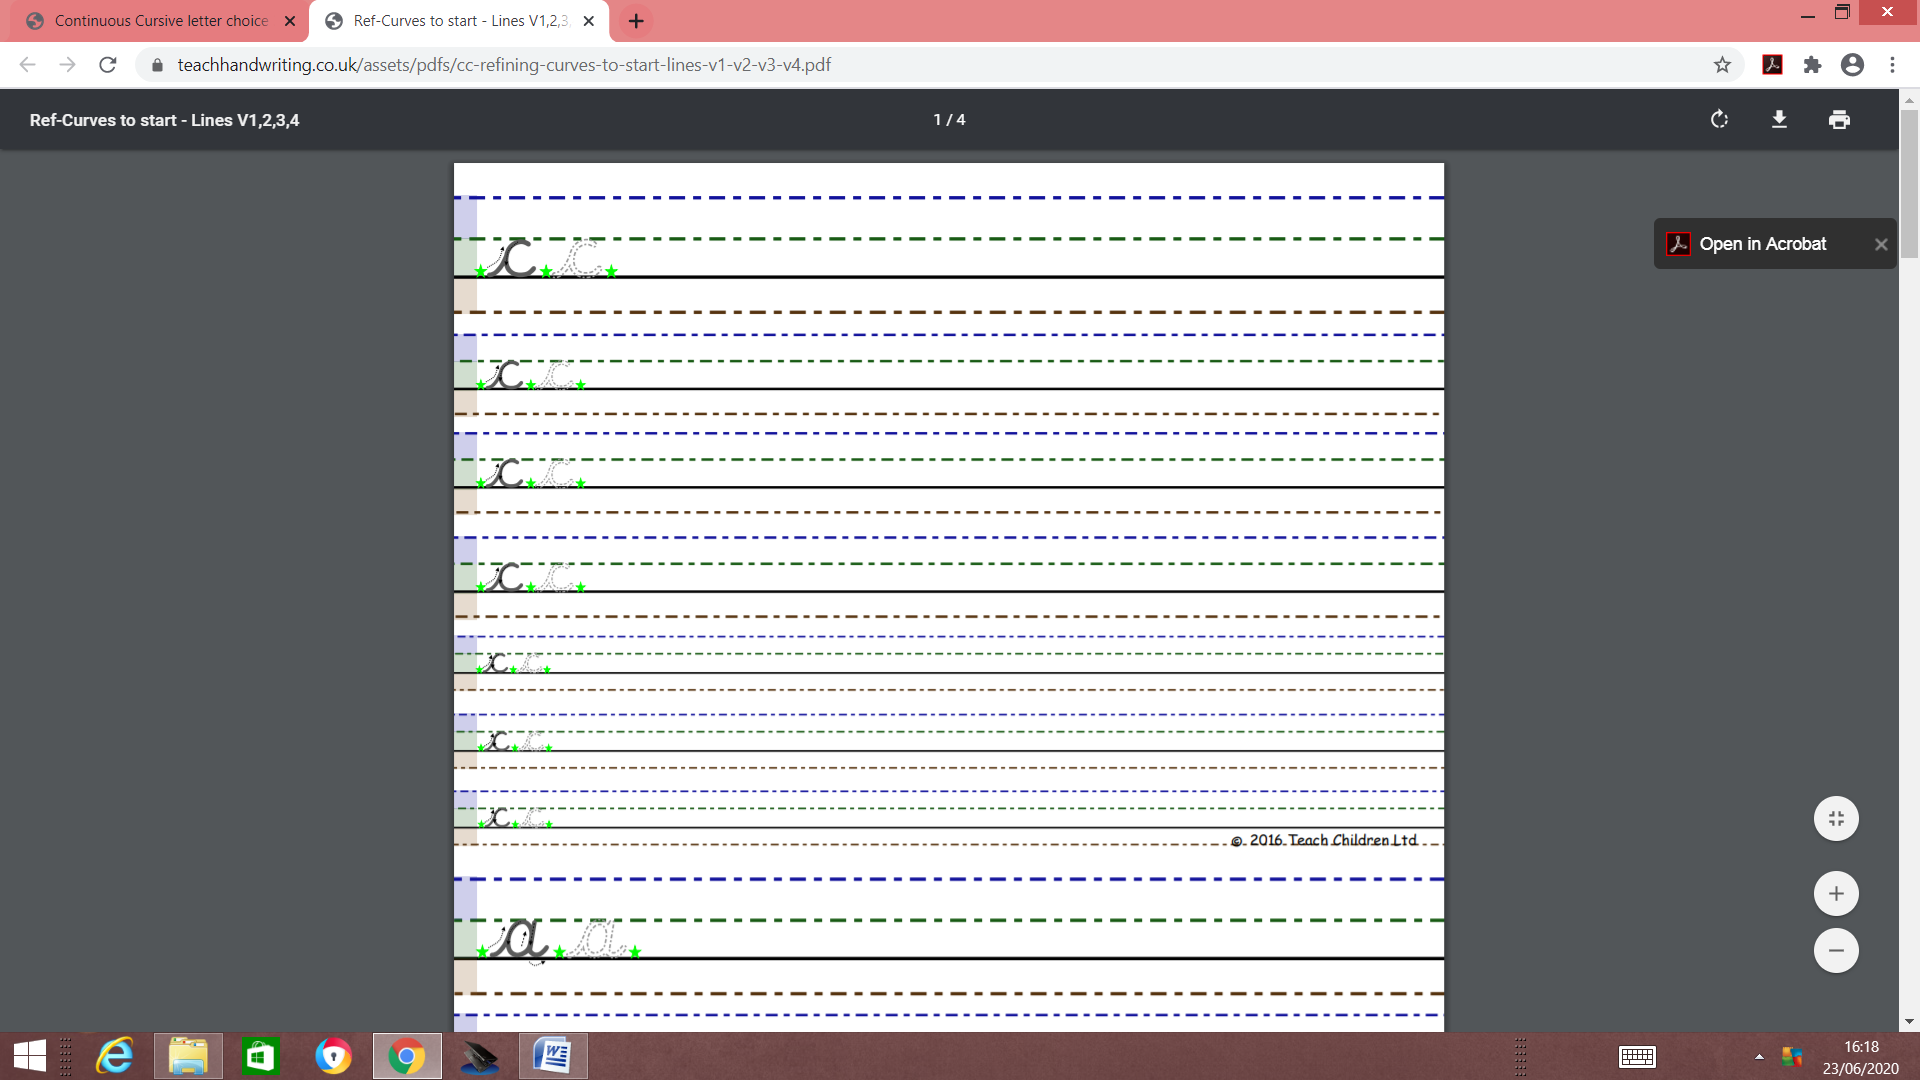 Continuous Cursive letter choice
Ref-Curves to start - Lines V1,2,3,
teachhandwriting.co.uk/assets/pdfs/cc-refining-curves-to-start-lines-v1-v2-v3-v4.pdf
Ref-Curves to start - Lines V1,2,3,4
1 / 4
Open in Acrobat
c c
c c
c c
c c
c c
c c
c c
© 2016 Teach Children Ltd
a a
16:18
23/06/2020